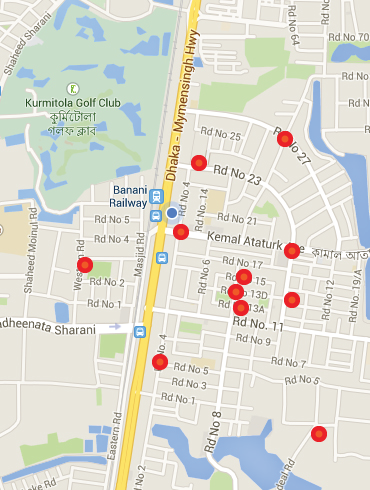 Shaheed Sharani
Rd No 64
Rd No 70
Kurmitola Golf Club
কুর্মিটোলা
গলফ ক্লাব
Dhaka - Mymensingh Hwy
Rd No 25
Rd No 27
Rd No 23
Banani
Railway
Rd No 4
Rd No. 14
Rd No 5
Rd No 21
Rd No 4
Kemal Ataturk
Shaheed Moinul Rd
Masjid Rd
Rd No 17
Rd No 6
15
Rd No 2
13D
Rd No 12
Rd No.19/A
Rd No 1
13A
Rd No. 11
Rd No 9
Rd No 7
Rd No 5
Rd No 5
Rd No 3
Rd No 1
Rd No 8
Eastern Rd
Rd No 2